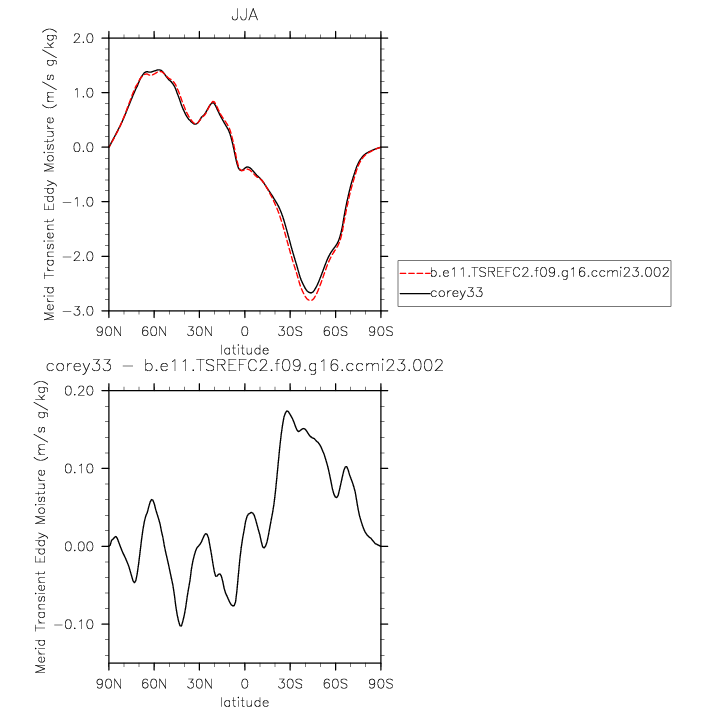 JJA
Merid Transient Eddy Moisture (m/s g/kg)
2.0
1.0
0.0
−1.0
−2.0
−3.0
90N 60N 30N 0 30S 60S 90S
latitude
b.e11.TSREFC2.f09.g16.ccmi23.002
corey33
corey33 − b.e11.TSREFC2.f09.g16.ccmi23.002
Merid Transient Eddy Moisture (m/s g/kg)
0.20
0.10
0.00
−0.10
90N 60N 30N 0 30S 60S 90S
latitude